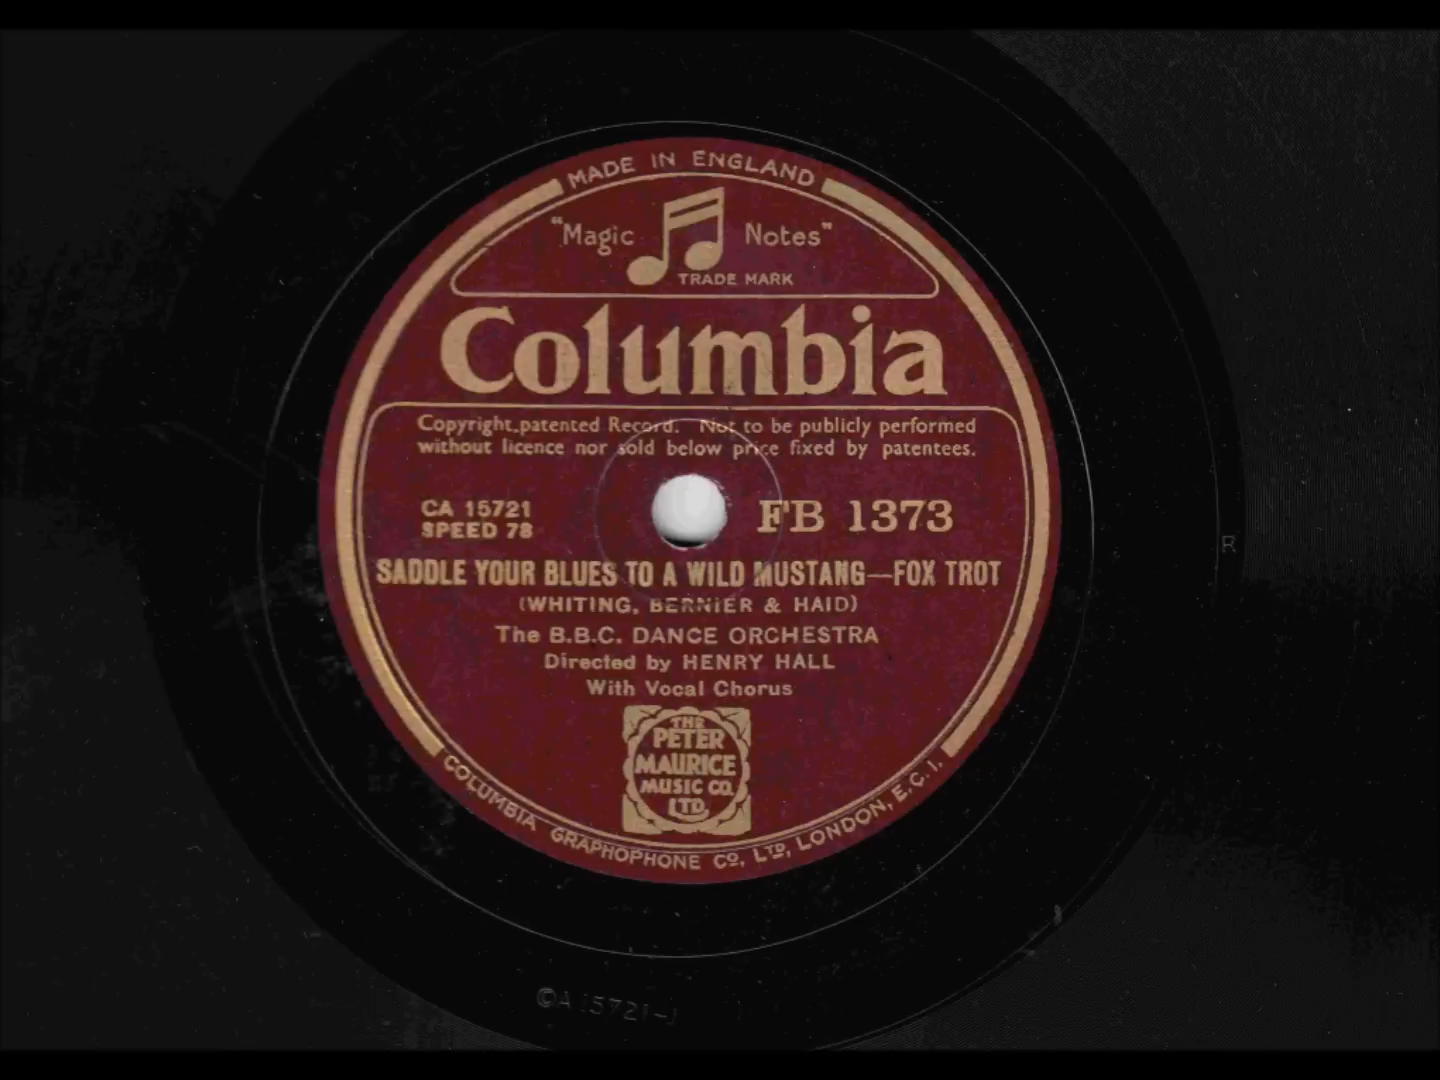 MADE IN ENGLAND
"Magic Notes"
TRADE MARK
Columbia
Copyright, patented Record. Not to be publicly performed
without licence nor sold below price fixed by patentees.
CA 15721
SPEED 78
FB 1373
SADDLE YOUR BLUES TO A WILD MUSTANG—FOX TROT
(WHITING, BERNIER & HAID)
The B.B.C. DANCE ORCHESTRA
Directed by HENRY HALL
With Vocal Chorus
THE
PETER
MAURICE
MUSIC CO.
LTD.
COLUMBIA GRAPHOPHONE Co, LTD, LONDON, E.C.1.
R
CA 15721-1